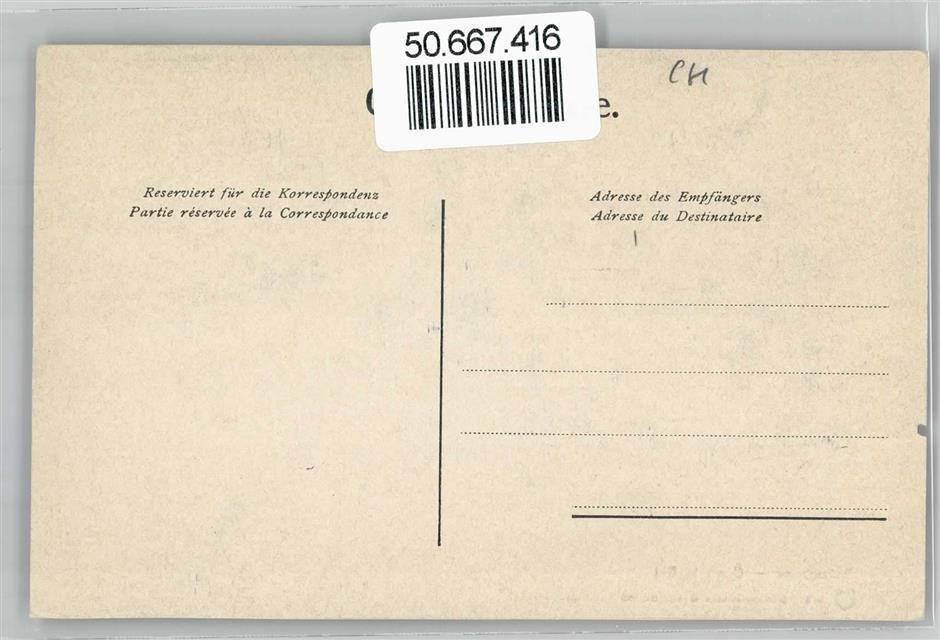 50.667.416
CH
e.
Reserviert für die Korrespondenz
Partie réservée à la Correspondance
Adresse des Empfängers
Adresse du Destinataire